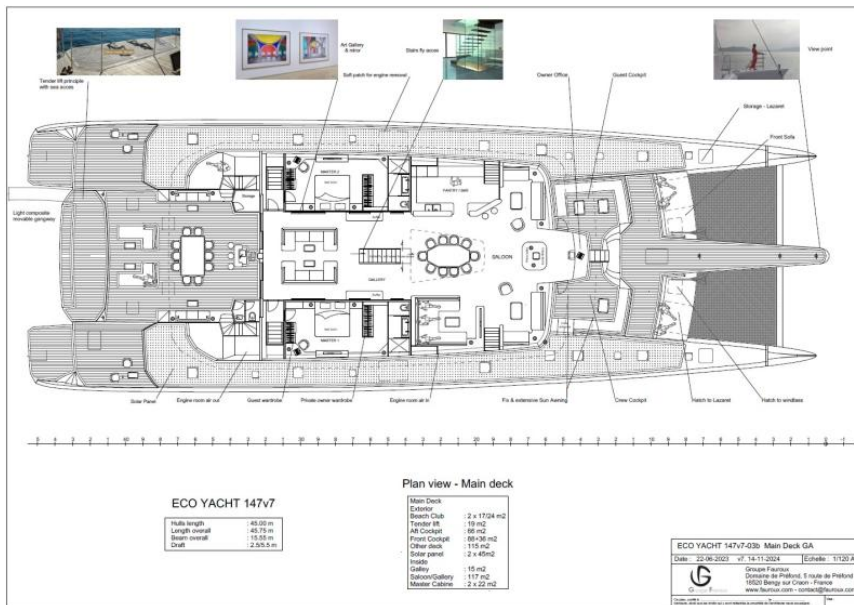 Art Gallery
& miror
Stairs fly acces
View point
Tender lift principle
with sea acces
Soft patch for engine removal
Owner Office
Guest Cockpit
Storage - Lazaret
Front Sofa
MASTER 2
PANTRY / BAR
Storage
Light composite
movable gangway
SALOON
GALLERY
MASTER 1
Solar Panel
Engine room air out
Guest wardrobe
Private owner wardrobe
Engine room air in
Fix & extensive Sun Awning
Crew Cockpit
Hatch to Lazaret
Hatch to windlass
Plan view - Main deck
ECO YACHT 147v7
Hulls length : 45.00 m
Length overall : 45.75 m
Beam overall : 15.55 m
Draft : 2.5/5.5 m
Main Deck
Exterior
Beach Club : 2 x 17/24 m2
Tender lift : 19 m2
Aft Cockpit : 66 m2
Front Cockpit : 66+36 m2
Other deck : 115 m2
Solar panel : 2 x 45m2
Inside
Galley : 15 m2
Saloon/Gallery : 117 m2
Master Cabine : 2 x 22 m2
ECO YACHT 147v7-03b Main Deck GA
Date : 22-06-2023 v7. 14-11-2024 Echelle : 1/120 A
Groupe Fauroux
Domaine de Préfond, 5 route de Préfond
18520 Bengy sur Craon - France
www.fauroux.com - contact@fauroux.com